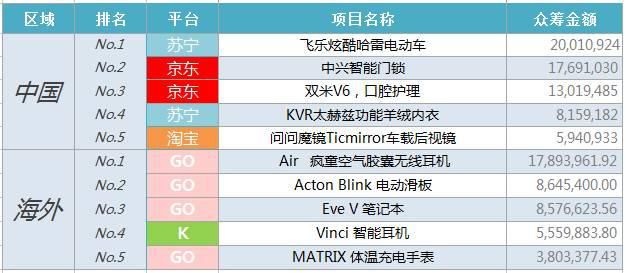 区域 排名 平台 项目名称 众筹金额
中国 No.1 苏宁 飞乐炫酷哈雷电动车 20,010,924
No.2 京东 中兴智能门锁 17,691,030
No.3 京东 双米V6，口腔护理 13,019,485
No.4 苏宁 KVR太赫兹功能羊绒内衣 8,159,182
No.5 淘宝 问问魔镜Ticmirror车载后视镜 5,940,933
海外 No.1 GO Air 疯童空气胶囊无线耳机 17,893961.92
No.2 GO Acton Blink 电动滑板 8,645,400.00
No.3 GO Eve V 笔记本 8,576,623.56
No.4 K Vinci 智能耳机 5,559,883.80
No.5 GO MATRIX 体温充电手表 3,803,377.43